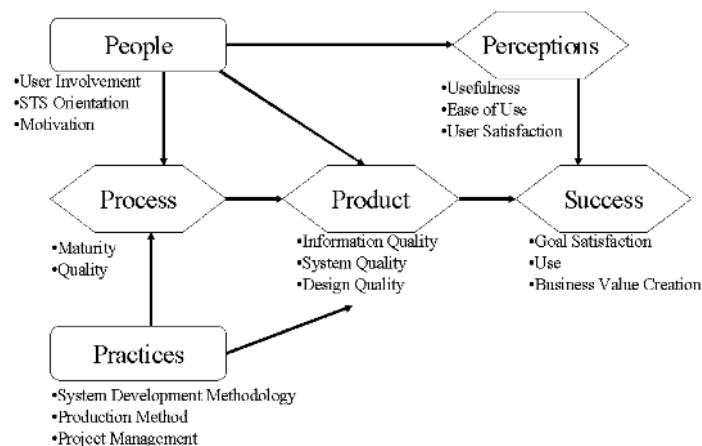 People
Perceptions
•User Involvement
•STS Orientation
•Motivation
•Usefulness
•Ease of Use
•User Satisfaction
Process
Product
Success
•Maturity
•Quality
•Information Quality
•System Quality
•Design Quality
•Goal Satisfaction
•Use
•Business Value Creation
Practices
•System Development Methodology
•Production Method
•Project Management